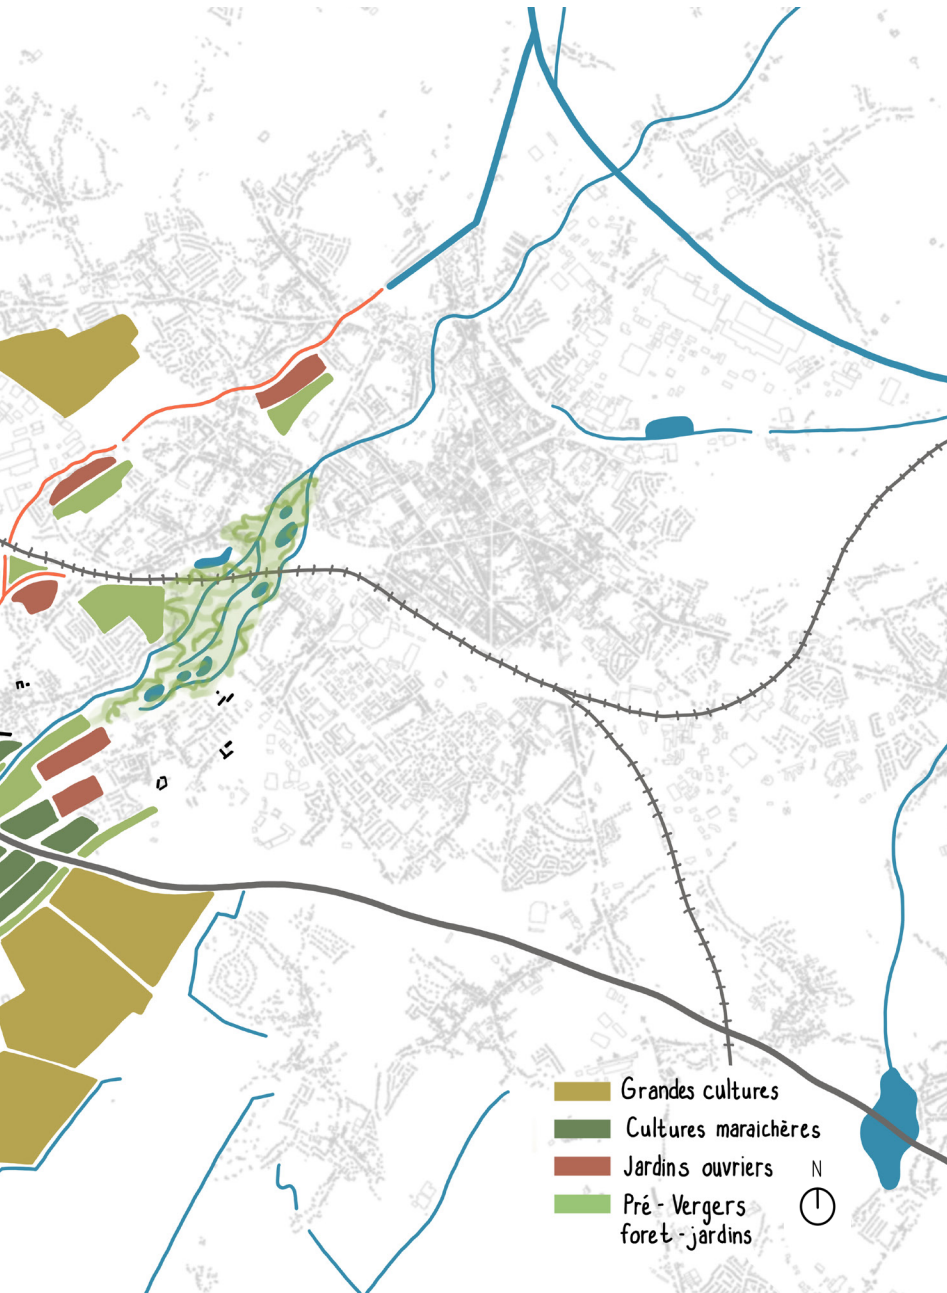 Grandes cultures
Cultures maraichères
Jardins ouvriers
N
Pré - Vergers
foret - jardins